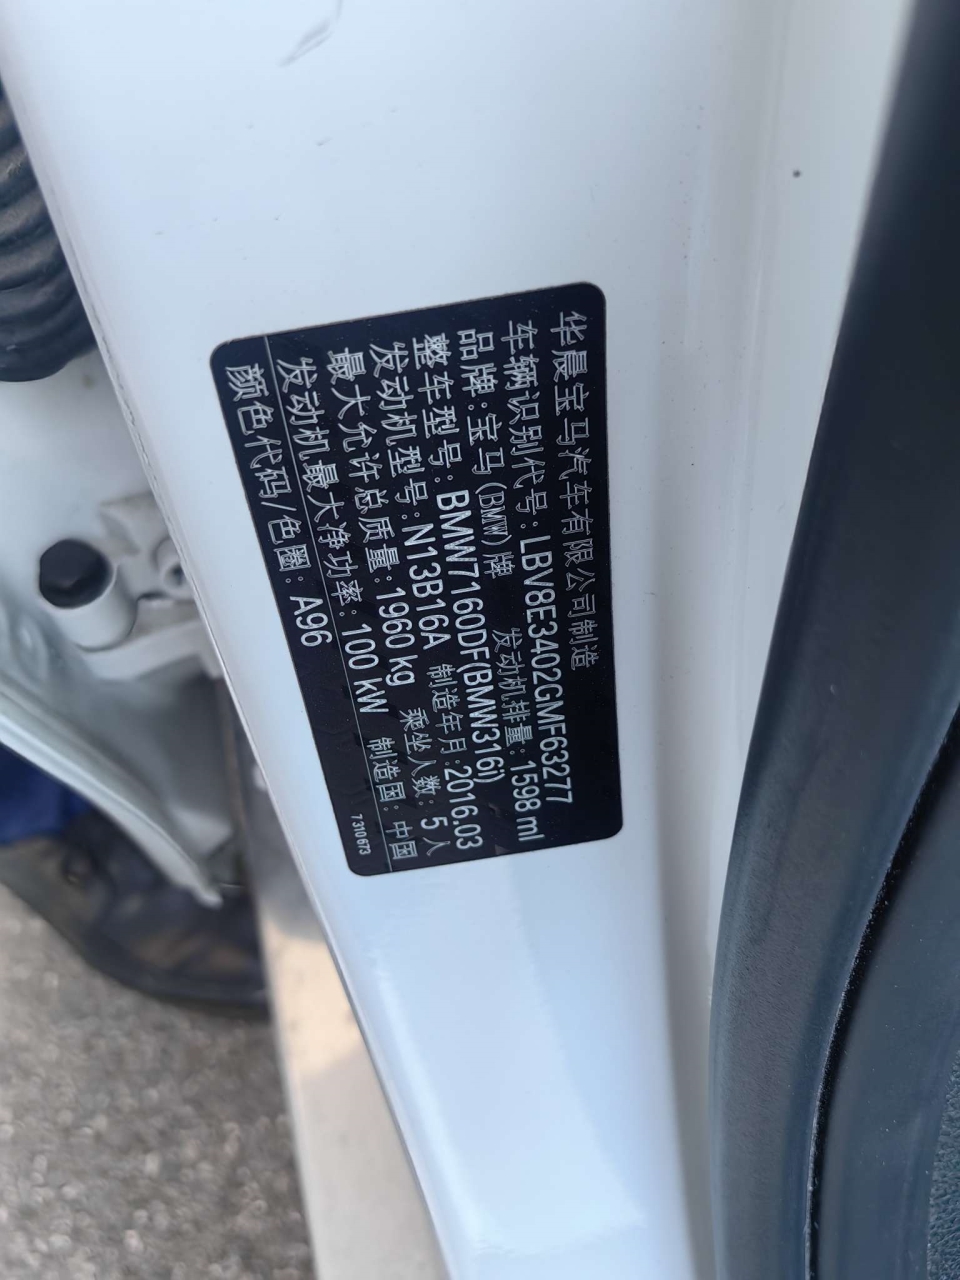 华晨宝马汽车有限公司制造
车辆识别代号:LBV8E3402GMF63277
品牌:宝马(BMW)牌 发动机排量:1598 ml
整车型号:BMW7160DF(BMW316i)
发动机型号:N13B16A 制造年月:2016.03
最大允许总质量:1960 kg 乘坐人数:5人
发动机最大净功率:100 kW 制造国:中国
颜色代码/色圈:A96 7310673